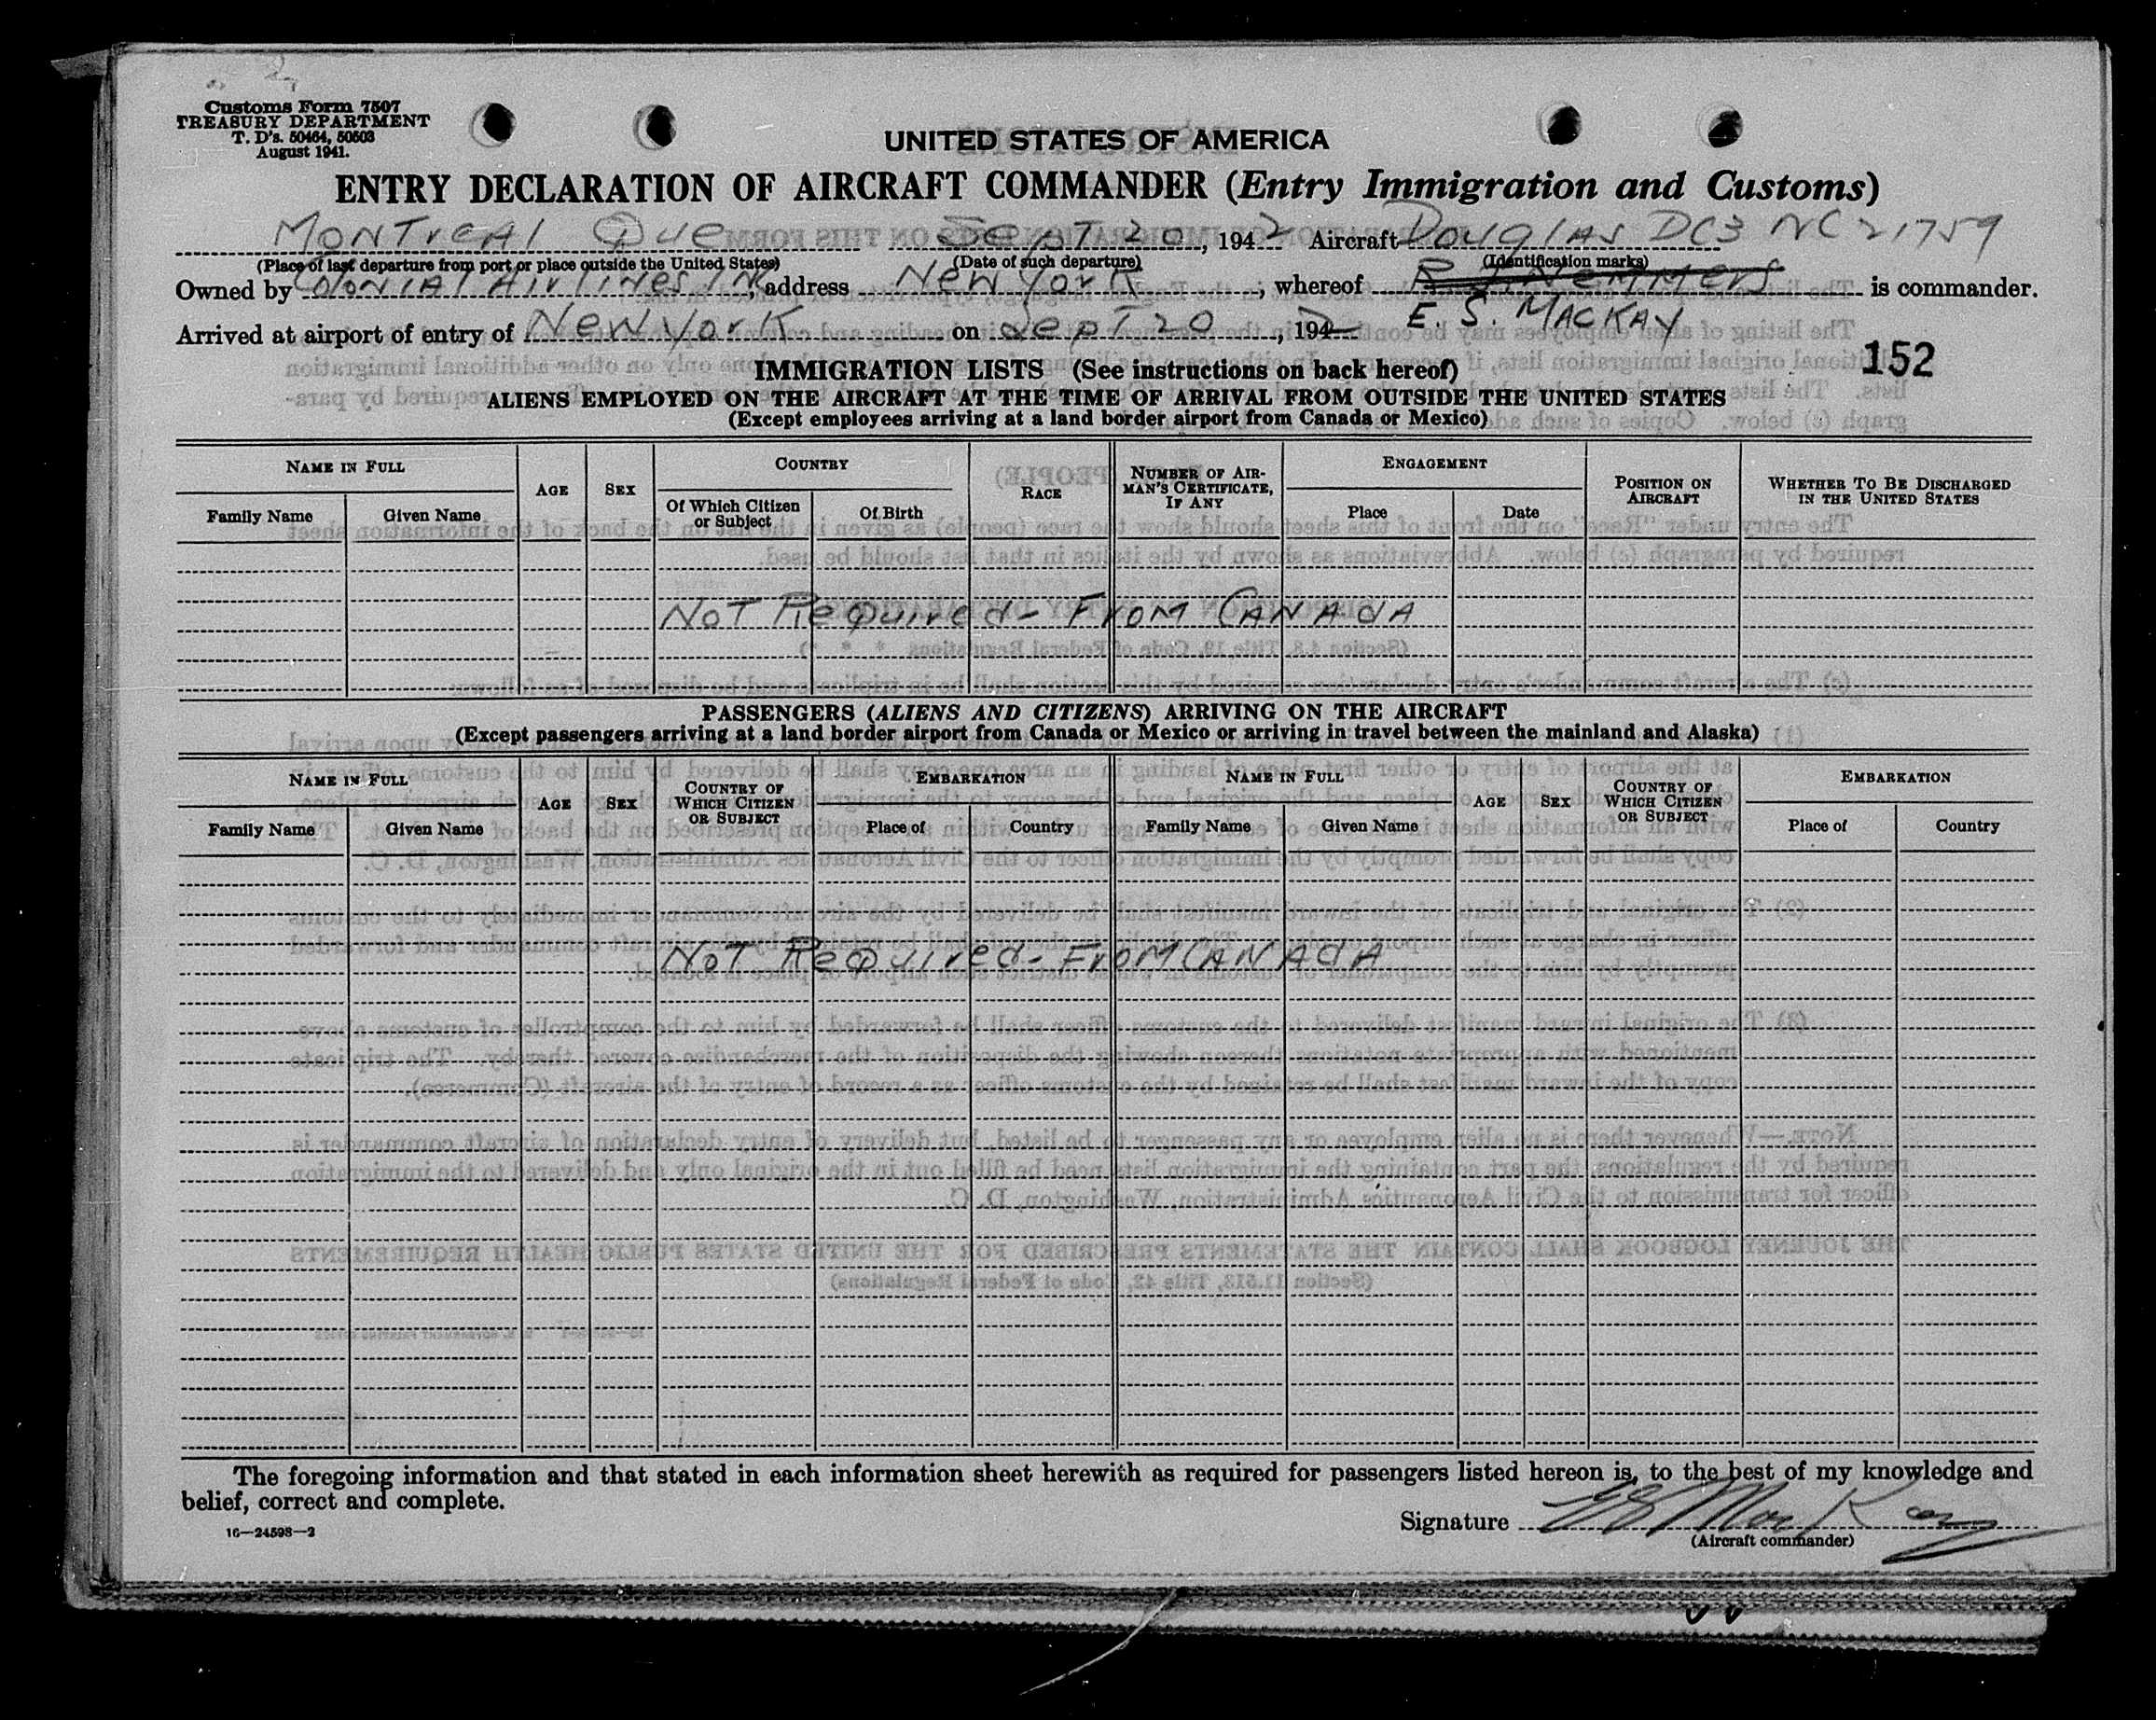 Customs Form 7507
TREASURY DEPARTMENT
T. D's. 50464, 50503
August 1941.
UNITED STATES OF AMERICA
ENTRY DECLARATION OF AIRCRAFT COMMANDER (Entry Immigration and Customs)
Montreal Que Sept 20, 1942 Aircraft Douglas DC3 NC21759
(Place of last departure from port or place outside the United States) (Date of such departure) (Identification marks)
Owned by Colonial Airlines Inc, address New York, whereof R J Nemmers is commander.
E. S. MACKAY
Arrived at airport of entry of New York on Sept 20, 1942
152
IMMIGRATION LISTS (See instructions on back hereof)
ALIENS EMPLOYED ON THE AIRCRAFT AT THE TIME OF ARRIVAL FROM OUTSIDE THE UNITED STATES
(Except employees arriving at a land border airport from Canada or Mexico)
NAME IN FULL
Family Name Given Name
AGE
SEX
COUNTRY
Of Which Citizen or Subject
Of Birth
RACE
NUMBER OF AIRMAN'S CERTIFICATE, IF ANY
ENGAGEMENT
Place Date
POSITION ON AIRCRAFT
WHETHER TO BE DISCHARGED IN THE UNITED STATES
Not Required - From Canada
PASSENGERS (ALIENS AND CITIZENS) ARRIVING ON THE AIRCRAFT
(Except passengers arriving at a land border airport from Canada or Mexico or arriving in travel between the mainland and Alaska)
NAME IN FULL
Family Name Given Name
AGE
SEX
COUNTRY OF WHICH CITIZEN OR SUBJECT
EMBARKATION
Place of Country
NAME IN FULL
Family Name Given Name
AGE
SEX
COUNTRY OF WHICH CITIZEN OR SUBJECT
EMBARKATION
Place of Country
Not Required - From Canada
The foregoing information and that stated in each information sheet herewith as required for passengers listed hereon is, to the best of my knowledge and
belief, correct and complete.
Signature E S MacKay
(Aircraft commander)
16—24598—2